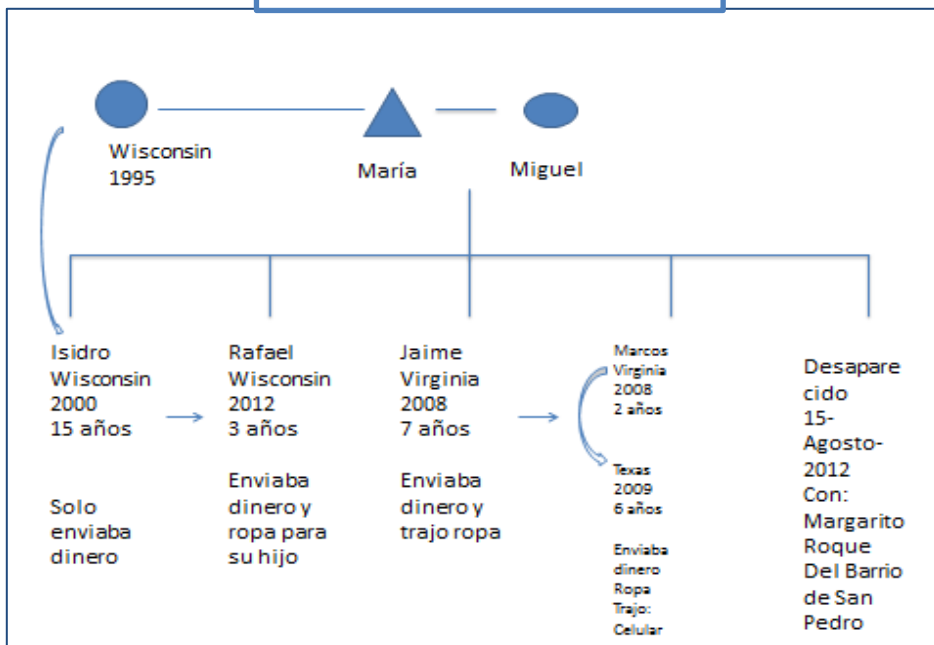 Wisconsin
1995
María
Miguel
Isidro
Wisconsin
2000
15 años
Solo
enviaba
dinero
Rafael
Wisconsin
2012
3 años
Enviaba
dinero y
ropa para
su hijo
Jaime
Virginia
2008
7 años
Enviaba
dinero y
trajo ropa
Marcos
Virginia
2008
2 años
Texas
2009
6 años
Enviaba
dinero
Ropa
Trajo:
Celular
Desapare
cido
15-
Agosto-
2012
Con:
Margarito
Roque
Del Barrio
de San
Pedro